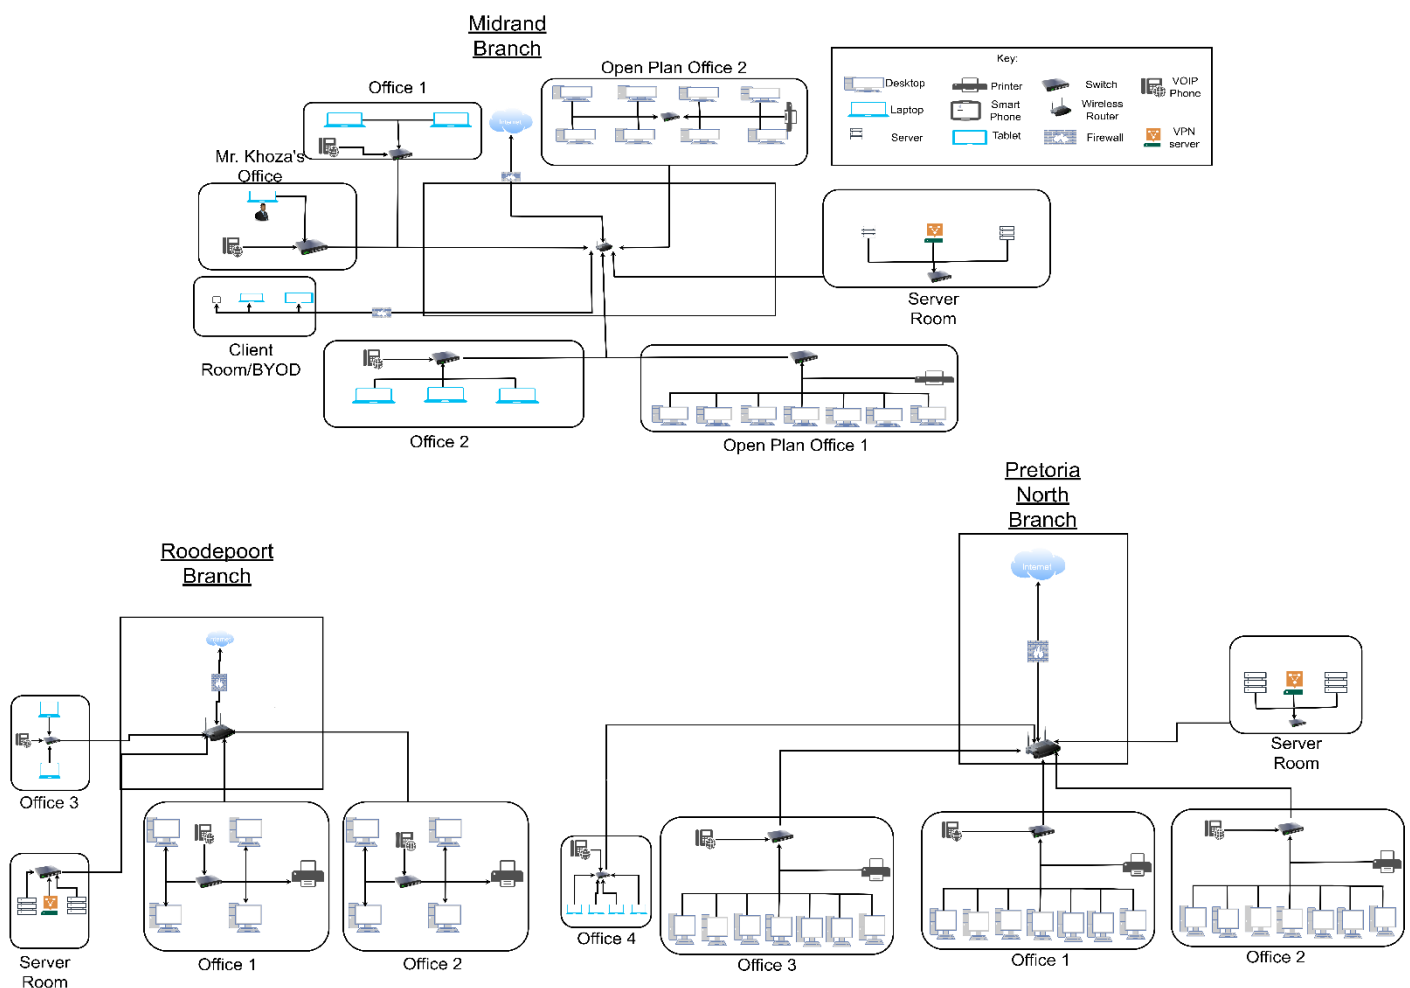 Midrand
Branch
Open Plan Office 2
Office 1
Internet
Key:
Desktop
Printer
Switch
VOIP
Phone
Laptop
Smart
Phone
Wireless
Router
Server
Tablet
Firewall
VPN
server
Mr. Khoza's
Office
Server
Room
Client
Room/BYOD
Office 2
Open Plan Office 1
Pretoria
North
Branch
Internet
Roodepoort
Branch
Internet
Office 3
Server
Room
Office 4
Office 3
Office 1
Office 2
Office 1
Office 2
Server
Room